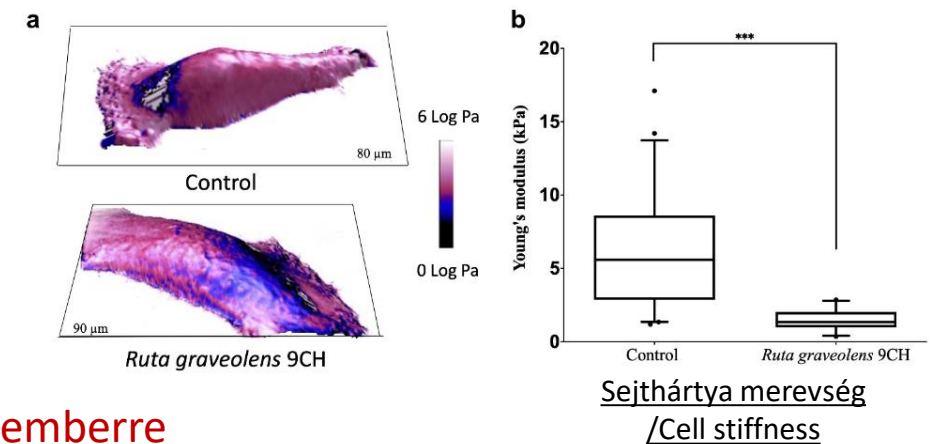 a
80 µm
Control
6 Log Pa
0 Log Pa
90 µm
Ruta graveolens 9CH
b
***
Young's modulus (kPa)
20
15
10
5
0
Control
Ruta graveolens 9CH
Sejthártya merevség
/Cell stiffness
emberre